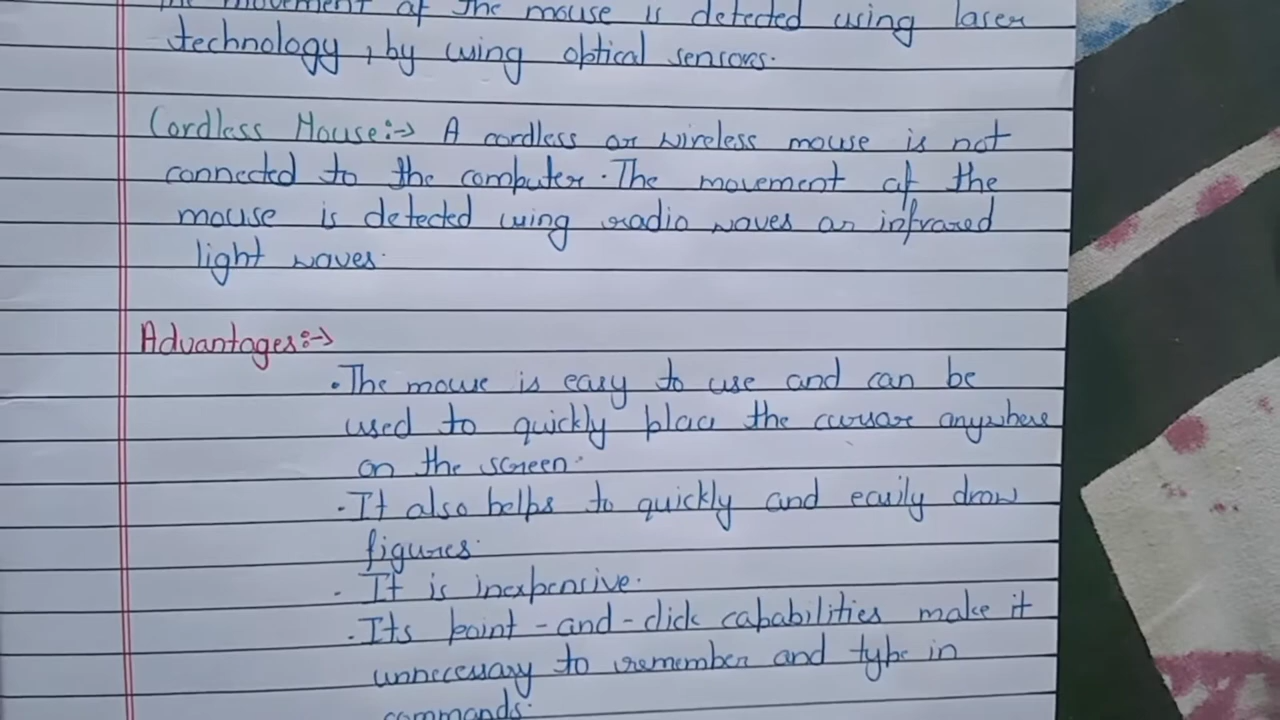 The movement of the mouse is detected using laser
technology, by using optical sensors.
Cordless Mouse:→ A cordless or wireless mouse is not
connected to the computer. The movement of the
mouse is detected using radio waves or infrared
light waves.
Advantages:→
• The mouse is easy to use and can be
used to quickly place the cursor anywhere
on the screen.
• It also helps to quickly and easily draw
figures.
• It is inexpensive.
• Its point-and-click capabilities make it
unnecessary to remember and type in
commands.